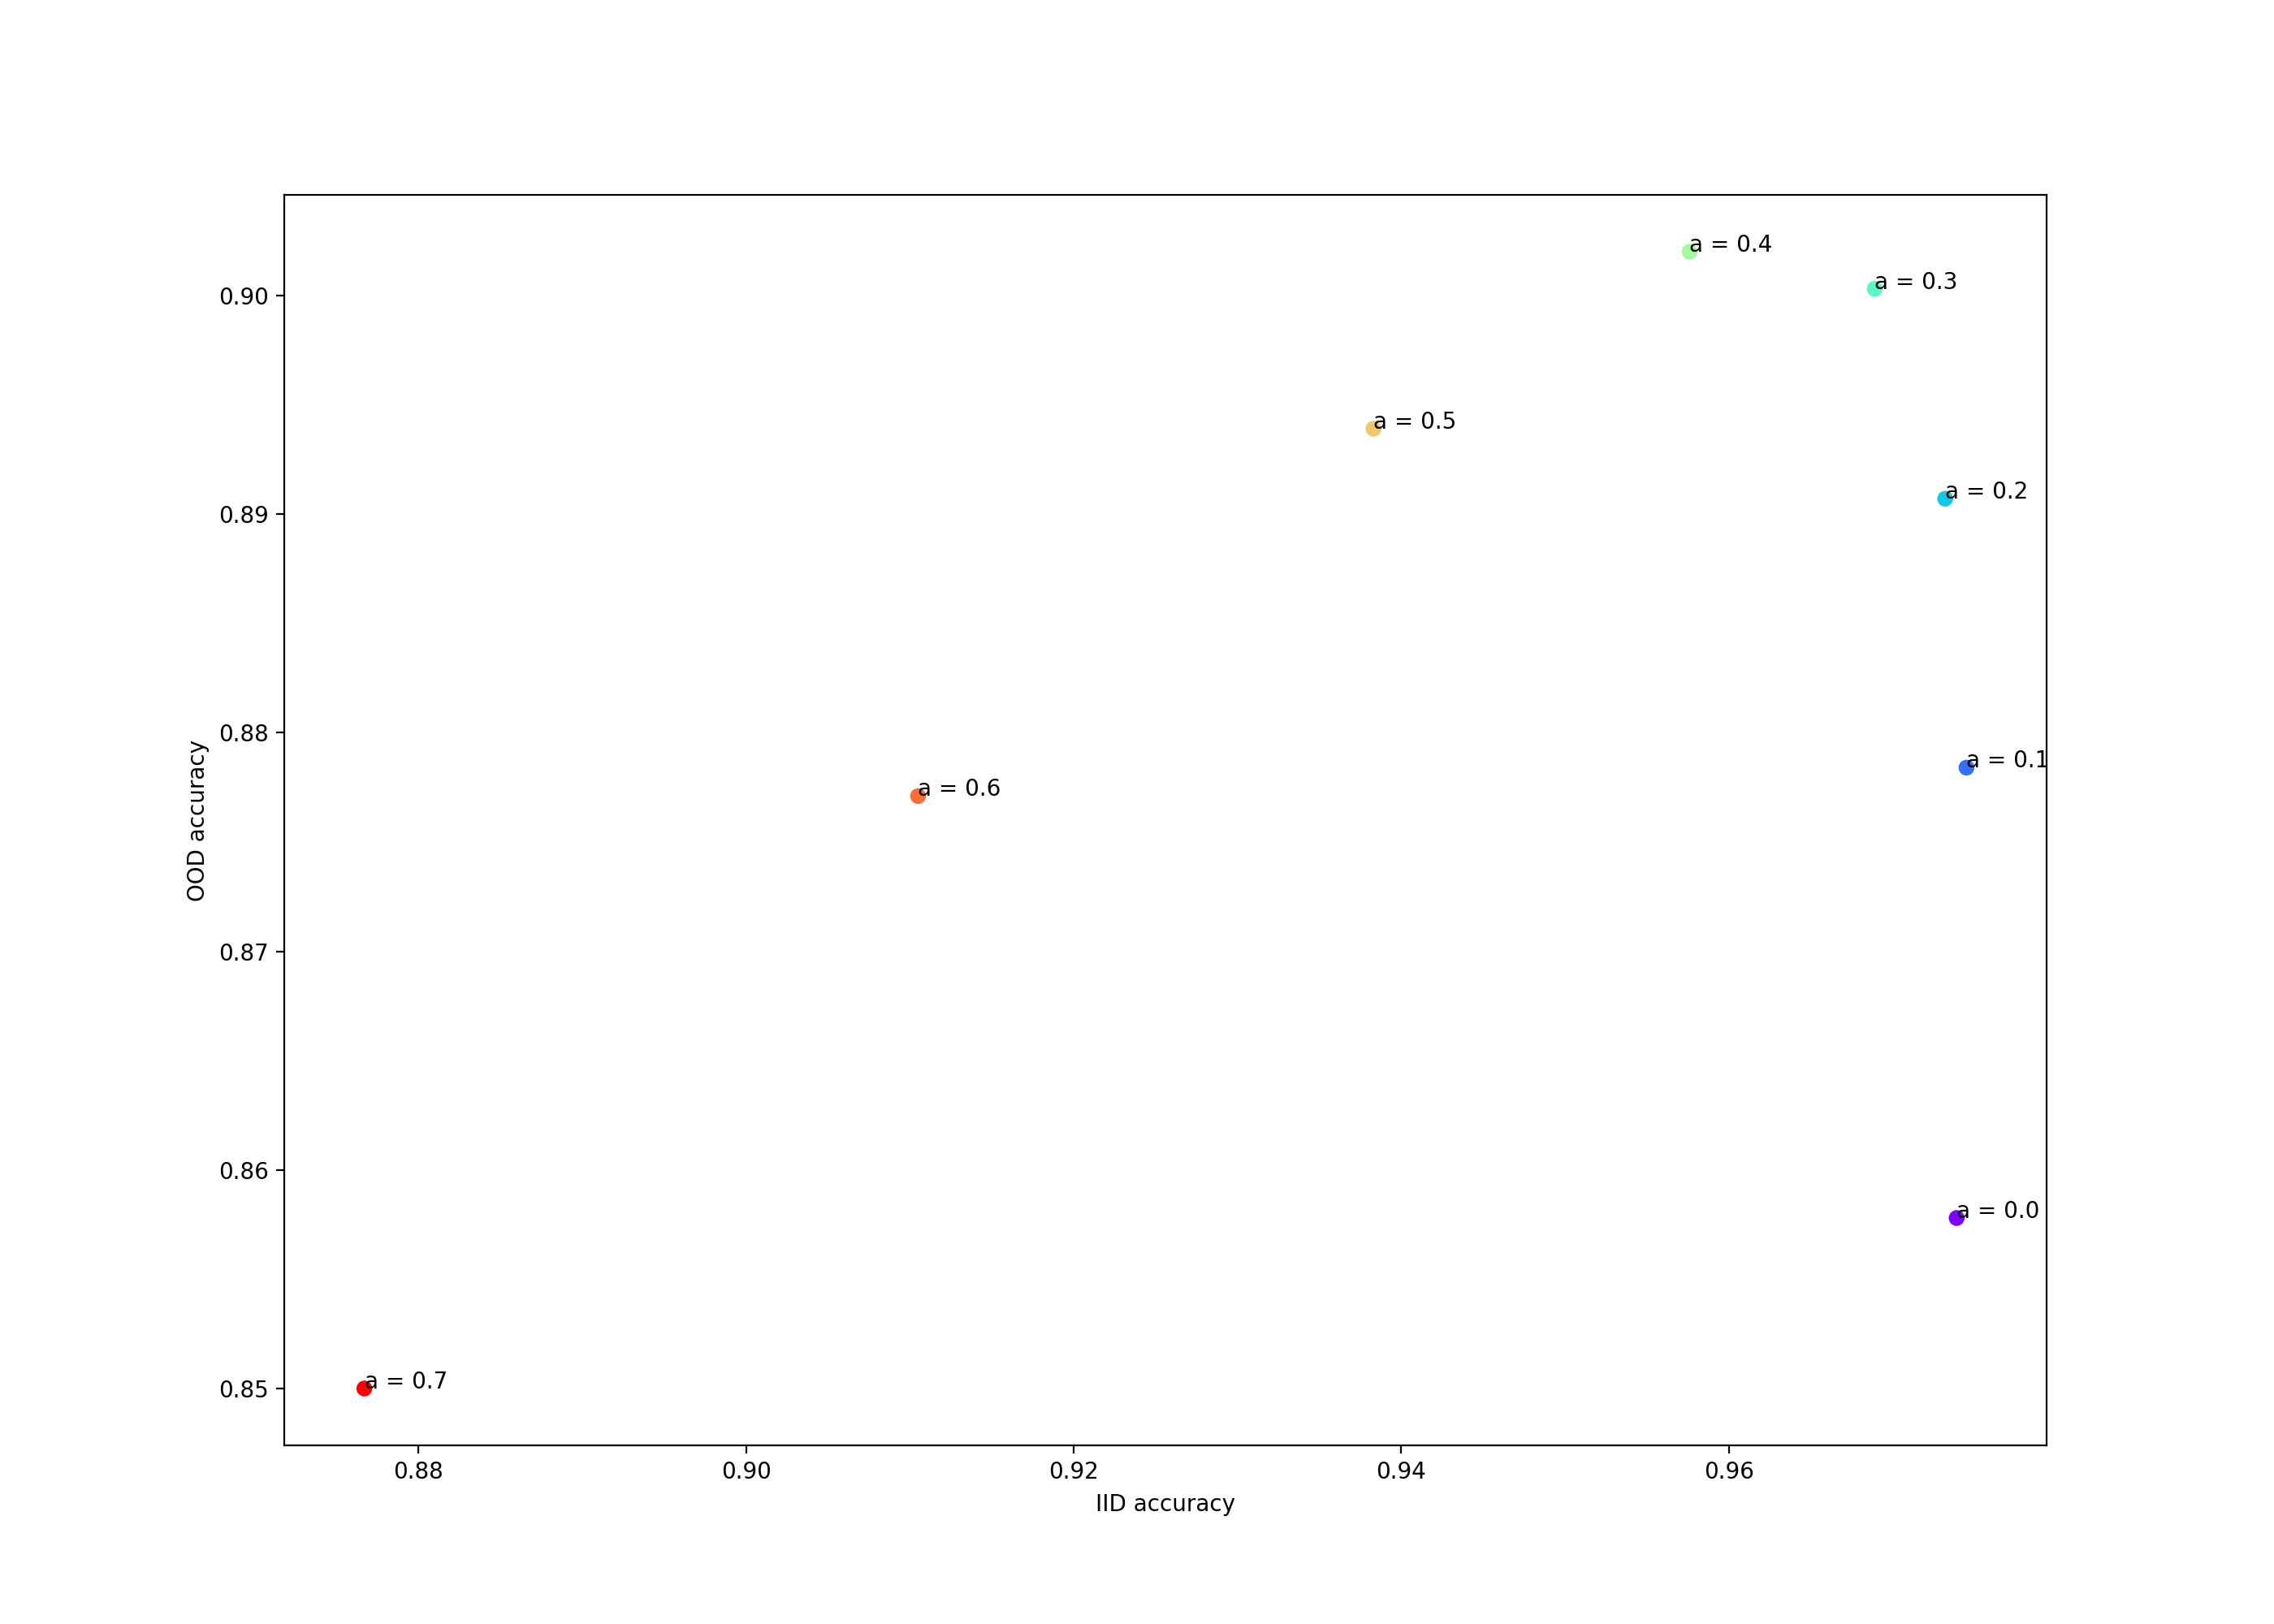 a = 0.4
a = 0.3
0.90
a = 0.5
a = 0.2
0.89
0.88
a = 0.1
a = 0.6
OOD accuracy
0.87
0.86
a = 0.0
a = 0.7
0.85
0.88 0.90 0.92 0.94 0.96
IID accuracy